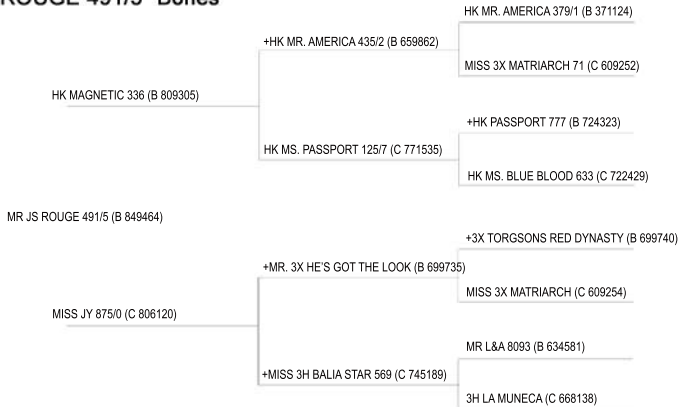 ROUGE 491/5 "Bones"
HK MR. AMERICA 379/1 (B 371124)
+HK MR. AMERICA 435/2 (B 659862)
MISS 3X MATRIARCH 71 (C 609252)
HK MAGNETIC 336 (B 809305)
+HK PASSPORT 777 (B 724323)
HK MS. PASSPORT 125/7 (C 771535)
HK MS. BLUE BLOOD 633 (C 722429)
MR JS ROUGE 491/5 (B 849464)
+3X TORGSONS RED DYNASTY (B 699740)
+MR. 3X HE'S GOT THE LOOK (B 699735)
MISS 3X MATRIARCH (C 609254)
MISS JY 875/0 (C 806120)
MR L&A 8093 (B 634581)
+MISS 3H BALIA STAR 569 (C 745189)
3H LA MUNECA (C 668138)